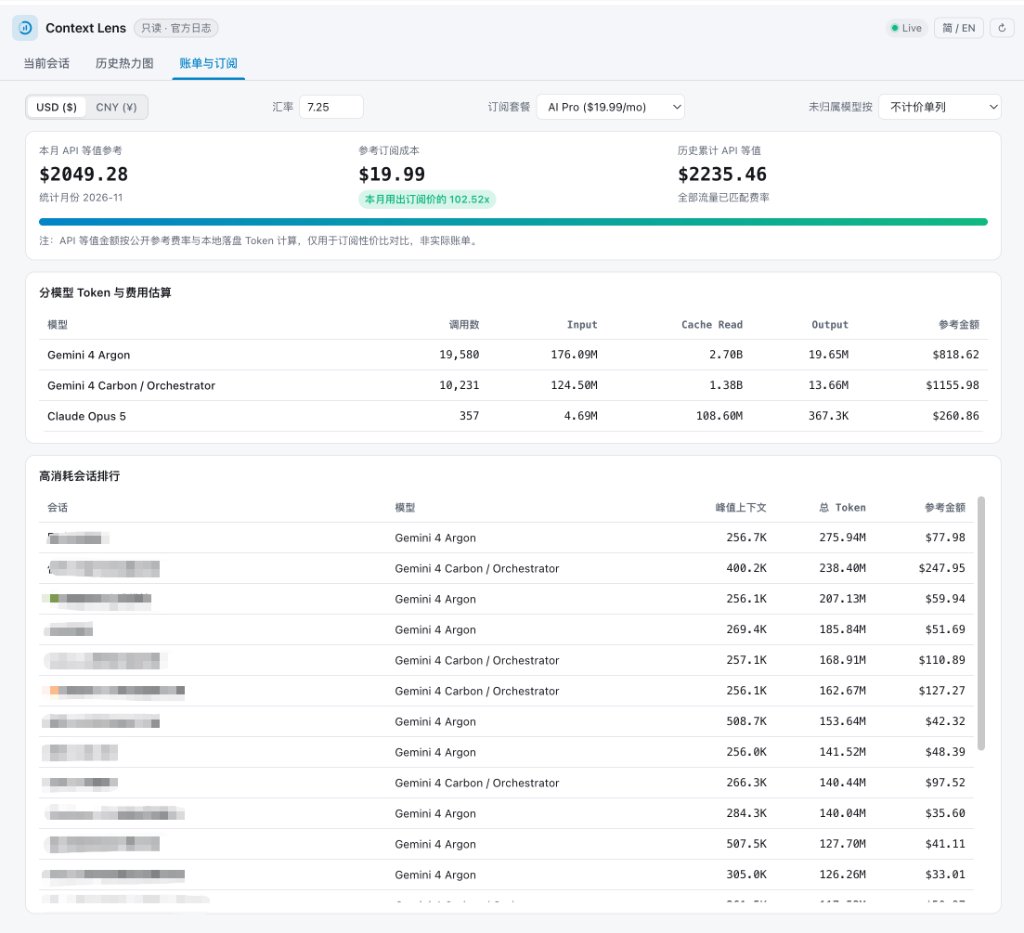 Context Lens 只读 · 官方日志 Live 简 / EN
当前会话 历史热力图 账单与订阅
USD ($) CNY (¥) 汇率 7.25 订阅套餐 AI Pro ($19.99/mo) 未归属模型按 不计价单列
本月 API 等值参考 参考订阅成本 历史累计 API 等值
$2049.28 $19.99 $2235.46
统计月份 2026-11 本月用出订阅价的 102.52x 全部流量已匹配费率
注：API 等值金额按公开参考费率与本地落盘 Token 计算，仅用于订阅性价比对比，非实际账单。
分模型 Token 与费用估算
模型 调用数 Input Cache Read Output 参考金额
Gemini 4 Argon 19,580 176.09M 2.70B 19.65M $818.62
Gemini 4 Carbon / Orchestrator 10,231 124.50M 1.38B 13.66M $1155.98
Claude Opus 5 357 4.69M 108.60M 367.3K $260.86
高消耗会话排行
会话 模型 峰值上下文 总 Token 参考金额
Gemini 4 Argon 256.7K 275.94M $77.98
Gemini 4 Carbon / Orchestrator 400.2K 238.40M $247.95
Gemini 4 Argon 256.1K 207.13M $59.94
Gemini 4 Argon 269.4K 185.84M $51.69
Gemini 4 Carbon / Orchestrator 257.1K 168.91M $110.89
Gemini 4 Carbon / Orchestrator 256.1K 162.67M $127.27
Gemini 4 Argon 508.7K 153.64M $42.32
Gemini 4 Argon 256.0K 141.52M $48.39
Gemini 4 Carbon / Orchestrator 266.3K 140.44M $97.52
Gemini 4 Argon 284.3K 140.04M $35.60
Gemini 4 Argon 507.5K 127.70M $41.11
Gemini 4 Argon 305.0K 126.26M $33.01